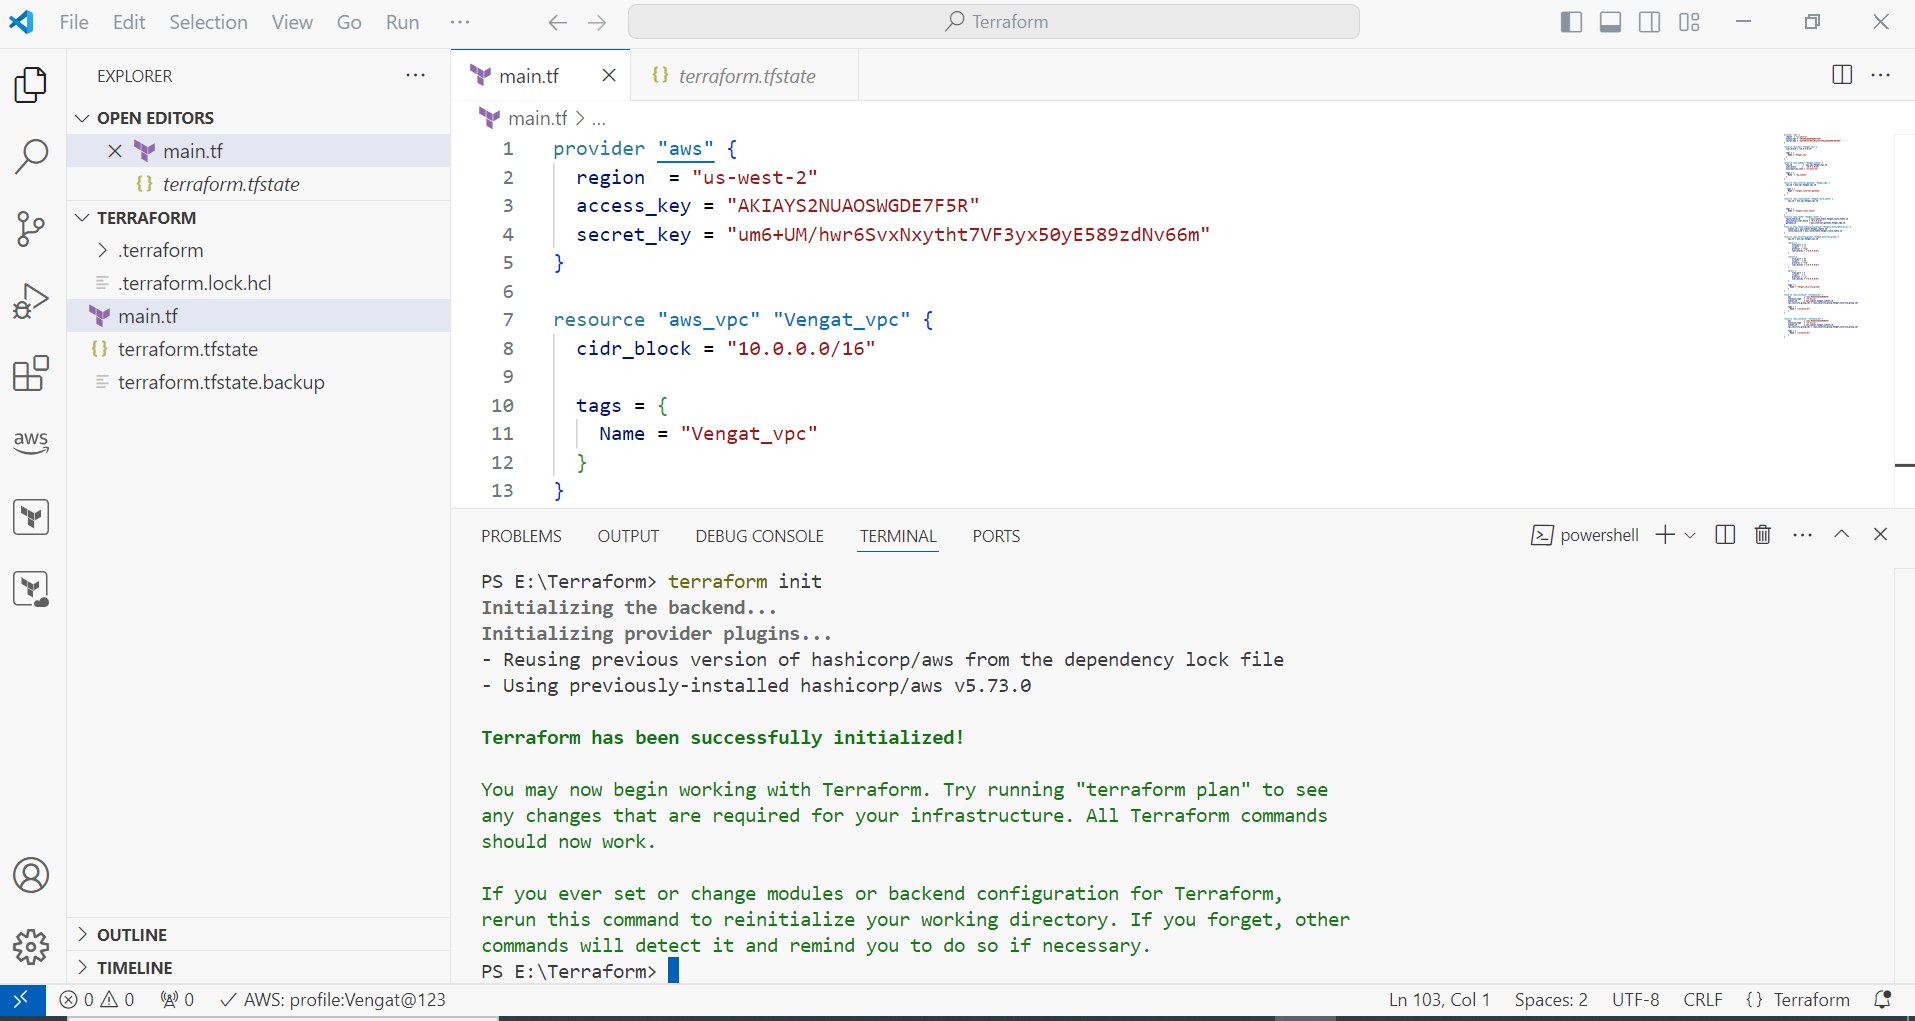 File Edit Selection View Go Run ··· Terraform
EXPLORER ···
OPEN EDITORS
main.tf
terraform.tfstate
TERRAFORM
.terraform
.terraform.lock.hcl
main.tf
{} terraform.tfstate
terraform.tfstate.backup
aws
OUTLINE
TIMELINE
main.tf {} terraform.tfstate
main.tf > ...
1 provider "aws" {
2 region = "us-west-2"
3 access_key = "AKIAYS2NUAOSWGDE7F5R"
4 secret_key = "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"
5 }
6
7 resource "aws_vpc" "Vengat_vpc" {
8 cidr_block = "10.0.0.0/16"
9
10 tags = {
11 Name = "Vengat_vpc"
12 }
13 }
PROBLEMS OUTPUT DEBUG CONSOLE TERMINAL PORTS powershell
PS E:\Terraform> terraform init
Initializing the backend...
Initializing provider plugins...
- Reusing previous version of hashicorp/aws from the dependency lock file
- Using previously-installed hashicorp/aws v5.73.0
Terraform has been successfully initialized!
You may now begin working with Terraform. Try running "terraform plan" to see
any changes that are required for your infrastructure. All Terraform commands
should now work.
If you ever set or change modules or backend configuration for Terraform,
rerun this command to reinitialize your working directory. If you forget, other
commands will detect it and remind you to do so if necessary.
PS E:\Terraform>
0 0 0 AWS: profile:Vengat@123 Ln 103, Col 1 Spaces: 2 UTF-8 CRLF {} Terraform